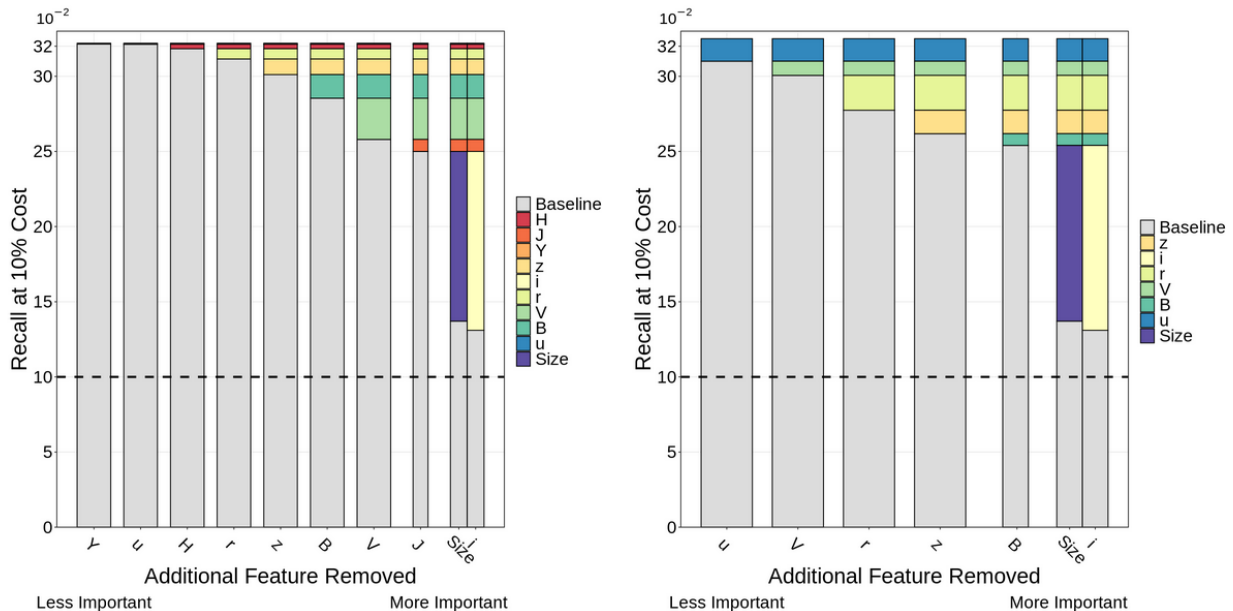 10⁻²
32
30
25
20
15
10
5
0
Recall at 10% Cost
Y u H r z B V J Size i
Additional Feature Removed
Less Important More Important
Baseline
H
J
Y
z
i
r
V
B
u
Size
10⁻²
32
30
25
20
15
10
5
0
Recall at 10% Cost
u V r z B Size i
Additional Feature Removed
Less Important More Important
Baseline
z
i
r
V
B
u
Size